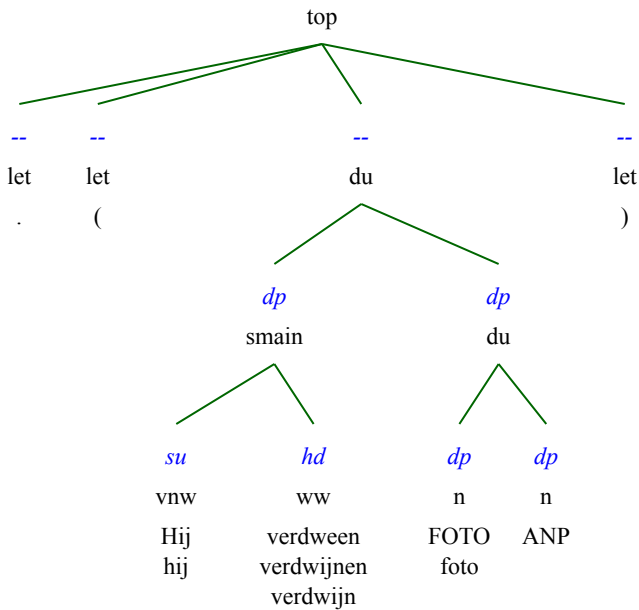 top
-- -- -- --
let let du let
. ( )
dp dp
smain du
su hd dp dp
vnw ww n n
Hij verdween FOTO ANP
hij verdwijnen foto
verdwijn